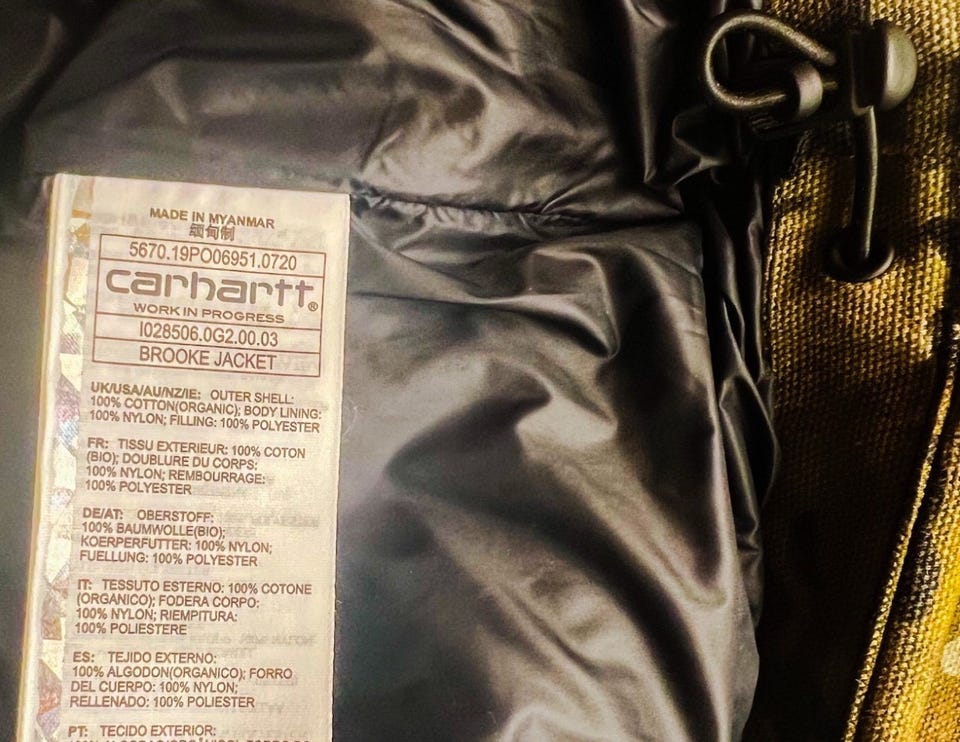 MADE IN MYANMAR
缅甸制
5670.19PO06951.0720
carhartt®
WORK IN PROGRESS
I028506.0G2.00.03
BROOKE JACKET
UK/USA/AU/NZ/IE: OUTER SHELL:
100% COTTON(ORGANIC); BODY LINING:
100% NYLON; FILLING: 100% POLYESTER
FR: TISSU EXTERIEUR: 100% COTON
(BIO); DOUBLURE DU CORPS:
100% NYLON; REMBOURRAGE:
100% POLYESTER
DE/AT: OBERSTOFF:
100% BAUMWOLLE(BIO);
KOERPERFUTTER: 100% NYLON;
FUELLUNG: 100% POLYESTER
IT: TESSUTO ESTERNO: 100% COTONE
(ORGANICO); FODERA CORPO:
100% NYLON; RIEMPITURA:
100% POLIESTERE
ES: TEJIDO EXTERNO:
100% ALGODON(ORGANICO); FORRO
DEL CUERPO: 100% NYLON;
RELLENADO: 100% POLIESTER
PT: TECIDO EXTERIOR: